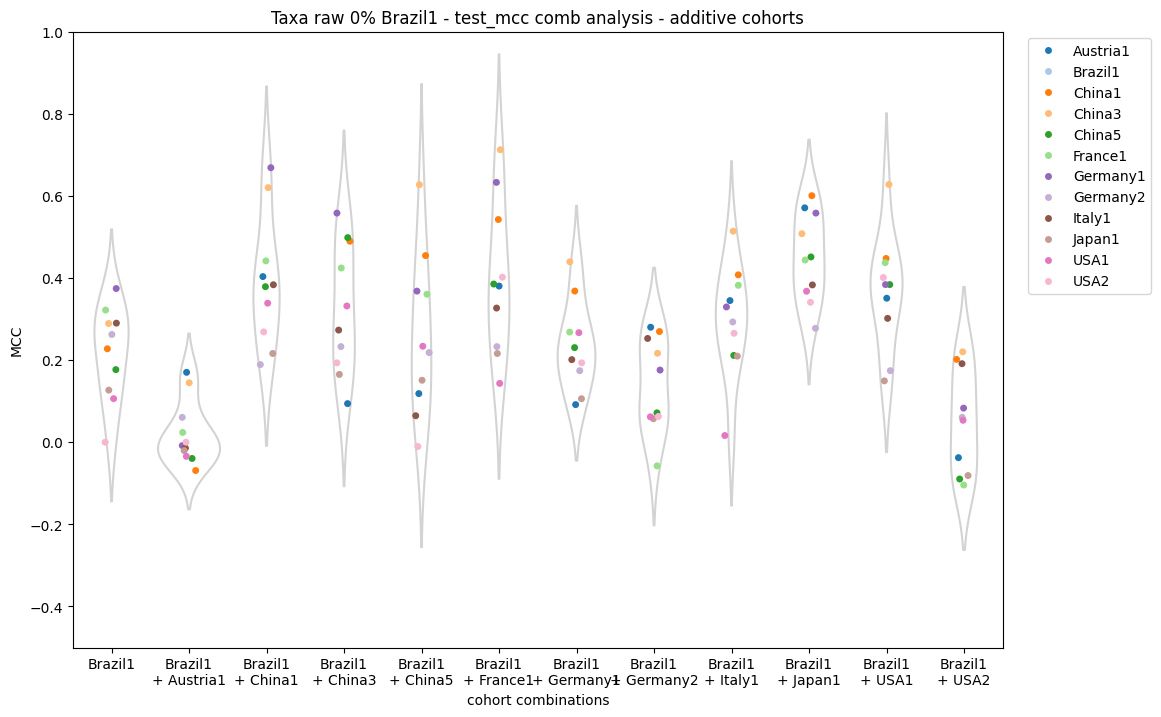 Taxa raw 0% Brazil1 - test_mcc comb analysis - additive cohorts
1.0
0.8
0.6
0.4
0.2
0.0
−0.2
−0.4
MCC
Brazil1
Brazil1
+ Austria1
Brazil1
+ China1
Brazil1
+ China3
Brazil1
+ China5
Brazil1
+ France1
Brazil1
+ Germany1
Brazil1
+ Germany2
Brazil1
+ Italy1
Brazil1
+ Japan1
Brazil1
+ USA1
Brazil1
+ USA2
cohort combinations
Austria1
Brazil1
China1
China3
China5
France1
Germany1
Germany2
Italy1
Japan1
USA1
USA2